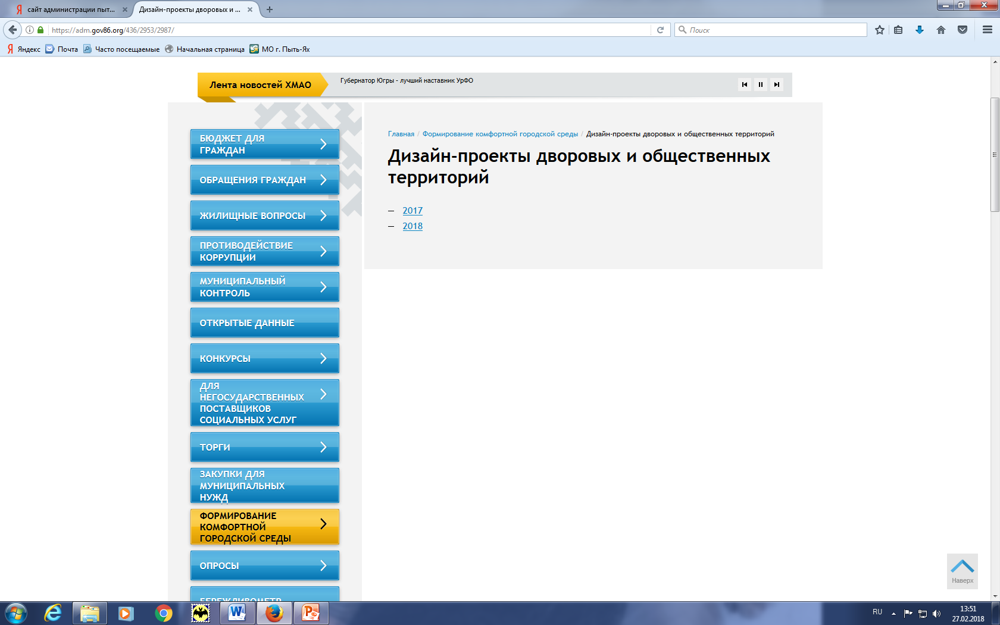 сайт администрации пыт...
Дизайн-проекты дворовых и ...
https://adm.gov86.org/436/2953/2987/
Поиск
Яндекс
Почта
Часто посещаемые
Начальная страница
МО г. Пыть-Ях
Лента новостей ХМАО
Губернатор Югры - лучший наставник УрФО
БЮДЖЕТ ДЛЯ
ГРАЖДАН
ОБРАЩЕНИЯ ГРАЖДАН
ЖИЛИЩНЫЕ ВОПРОСЫ
ПРОТИВОДЕЙСТВИЕ
КОРРУПЦИИ
МУНИЦИПАЛЬНЫЙ
КОНТРОЛЬ
ОТКРЫТЫЕ ДАННЫЕ
КОНКУРСЫ
ДЛЯ
НЕГОСУДАРСТВЕННЫХ
ПОСТАВЩИКОВ
СОЦИАЛЬНЫХ УСЛУГ
ТОРГИ
ЗАКУПКИ ДЛЯ
МУНИЦИПАЛЬНЫХ
НУЖД
ФОРМИРОВАНИЕ
КОМФОРТНОЙ
ГОРОДСКОЙ СРЕДЫ
ОПРОСЫ
БЕРЕЖЛИВОМЕТР
Главная / Формирование комфортной городской среды / Дизайн-проекты дворовых и общественных территорий
Дизайн-проекты дворовых и общественных
территорий
— 2017
— 2018
Наверх
RU
13:51
27.02.2018